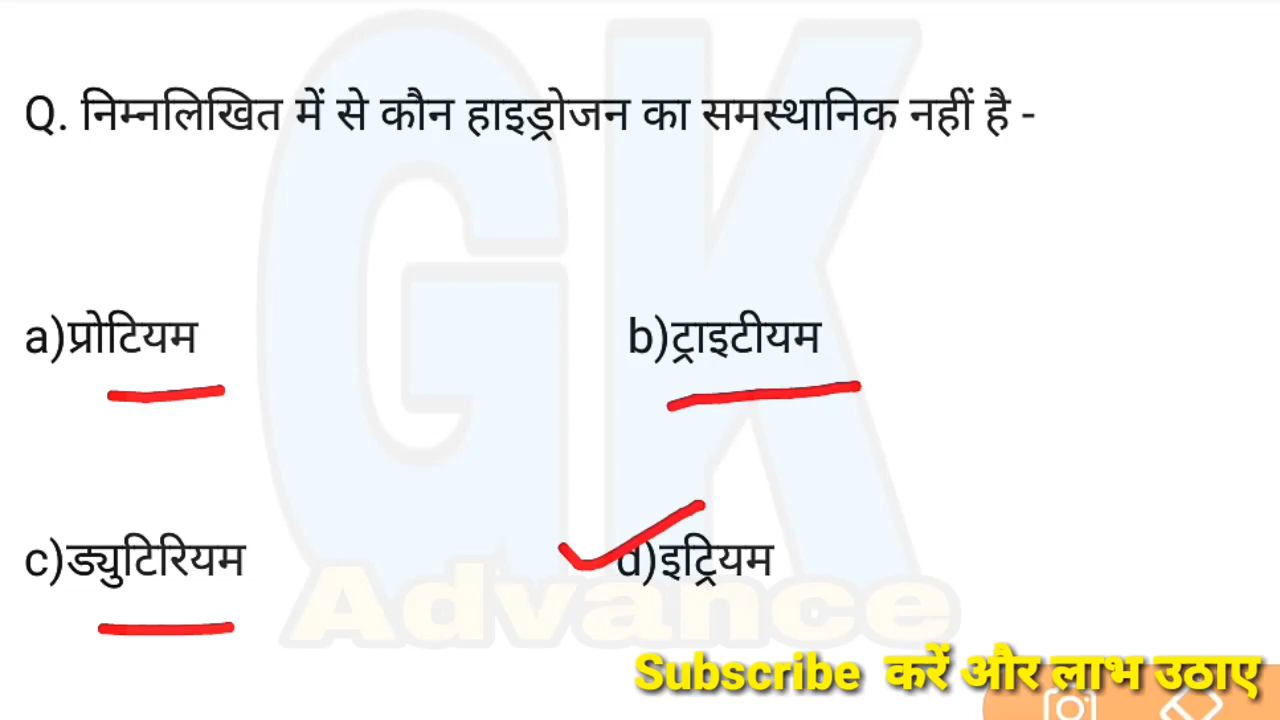 Q. निम्नलिखित में से कौन हाइड्रोजन का समस्थानिक नहीं है -
a)प्रोटियम
b)ट्राइटीयम
c)ड्युटिरियम
d)इट्रियम
GK
Advance
Subscribe करें और लाभ उठाए